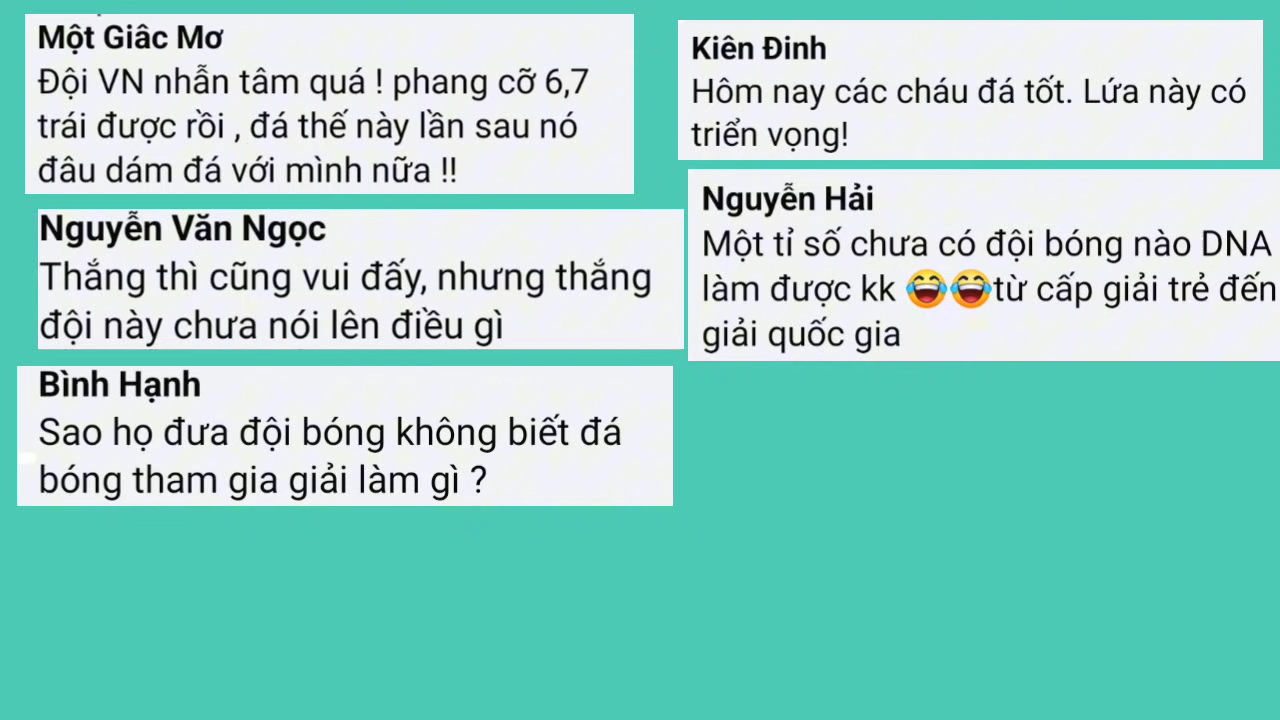 Một Giâc Mơ
Đội VN nhẫn tâm quá ! phang cỡ 6,7
trái được rồi , đá thế này lần sau nó
đâu dám đá với mình nữa !!
Nguyễn Văn Ngọc
Thắng thì cũng vui đấy, nhưng thắng
đội này chưa nói lên điều gì
Bình Hạnh
Sao họ đưa đội bóng không biết đá
bóng tham gia giải làm gì ?
Kiên Đinh
Hôm nay các cháu đá tốt. Lứa này có
triển vọng!
Nguyễn Hải
Một tỉ số chưa có đội bóng nào DNA
làm được kk 😂😂từ cấp giải trẻ đến
giải quốc gia